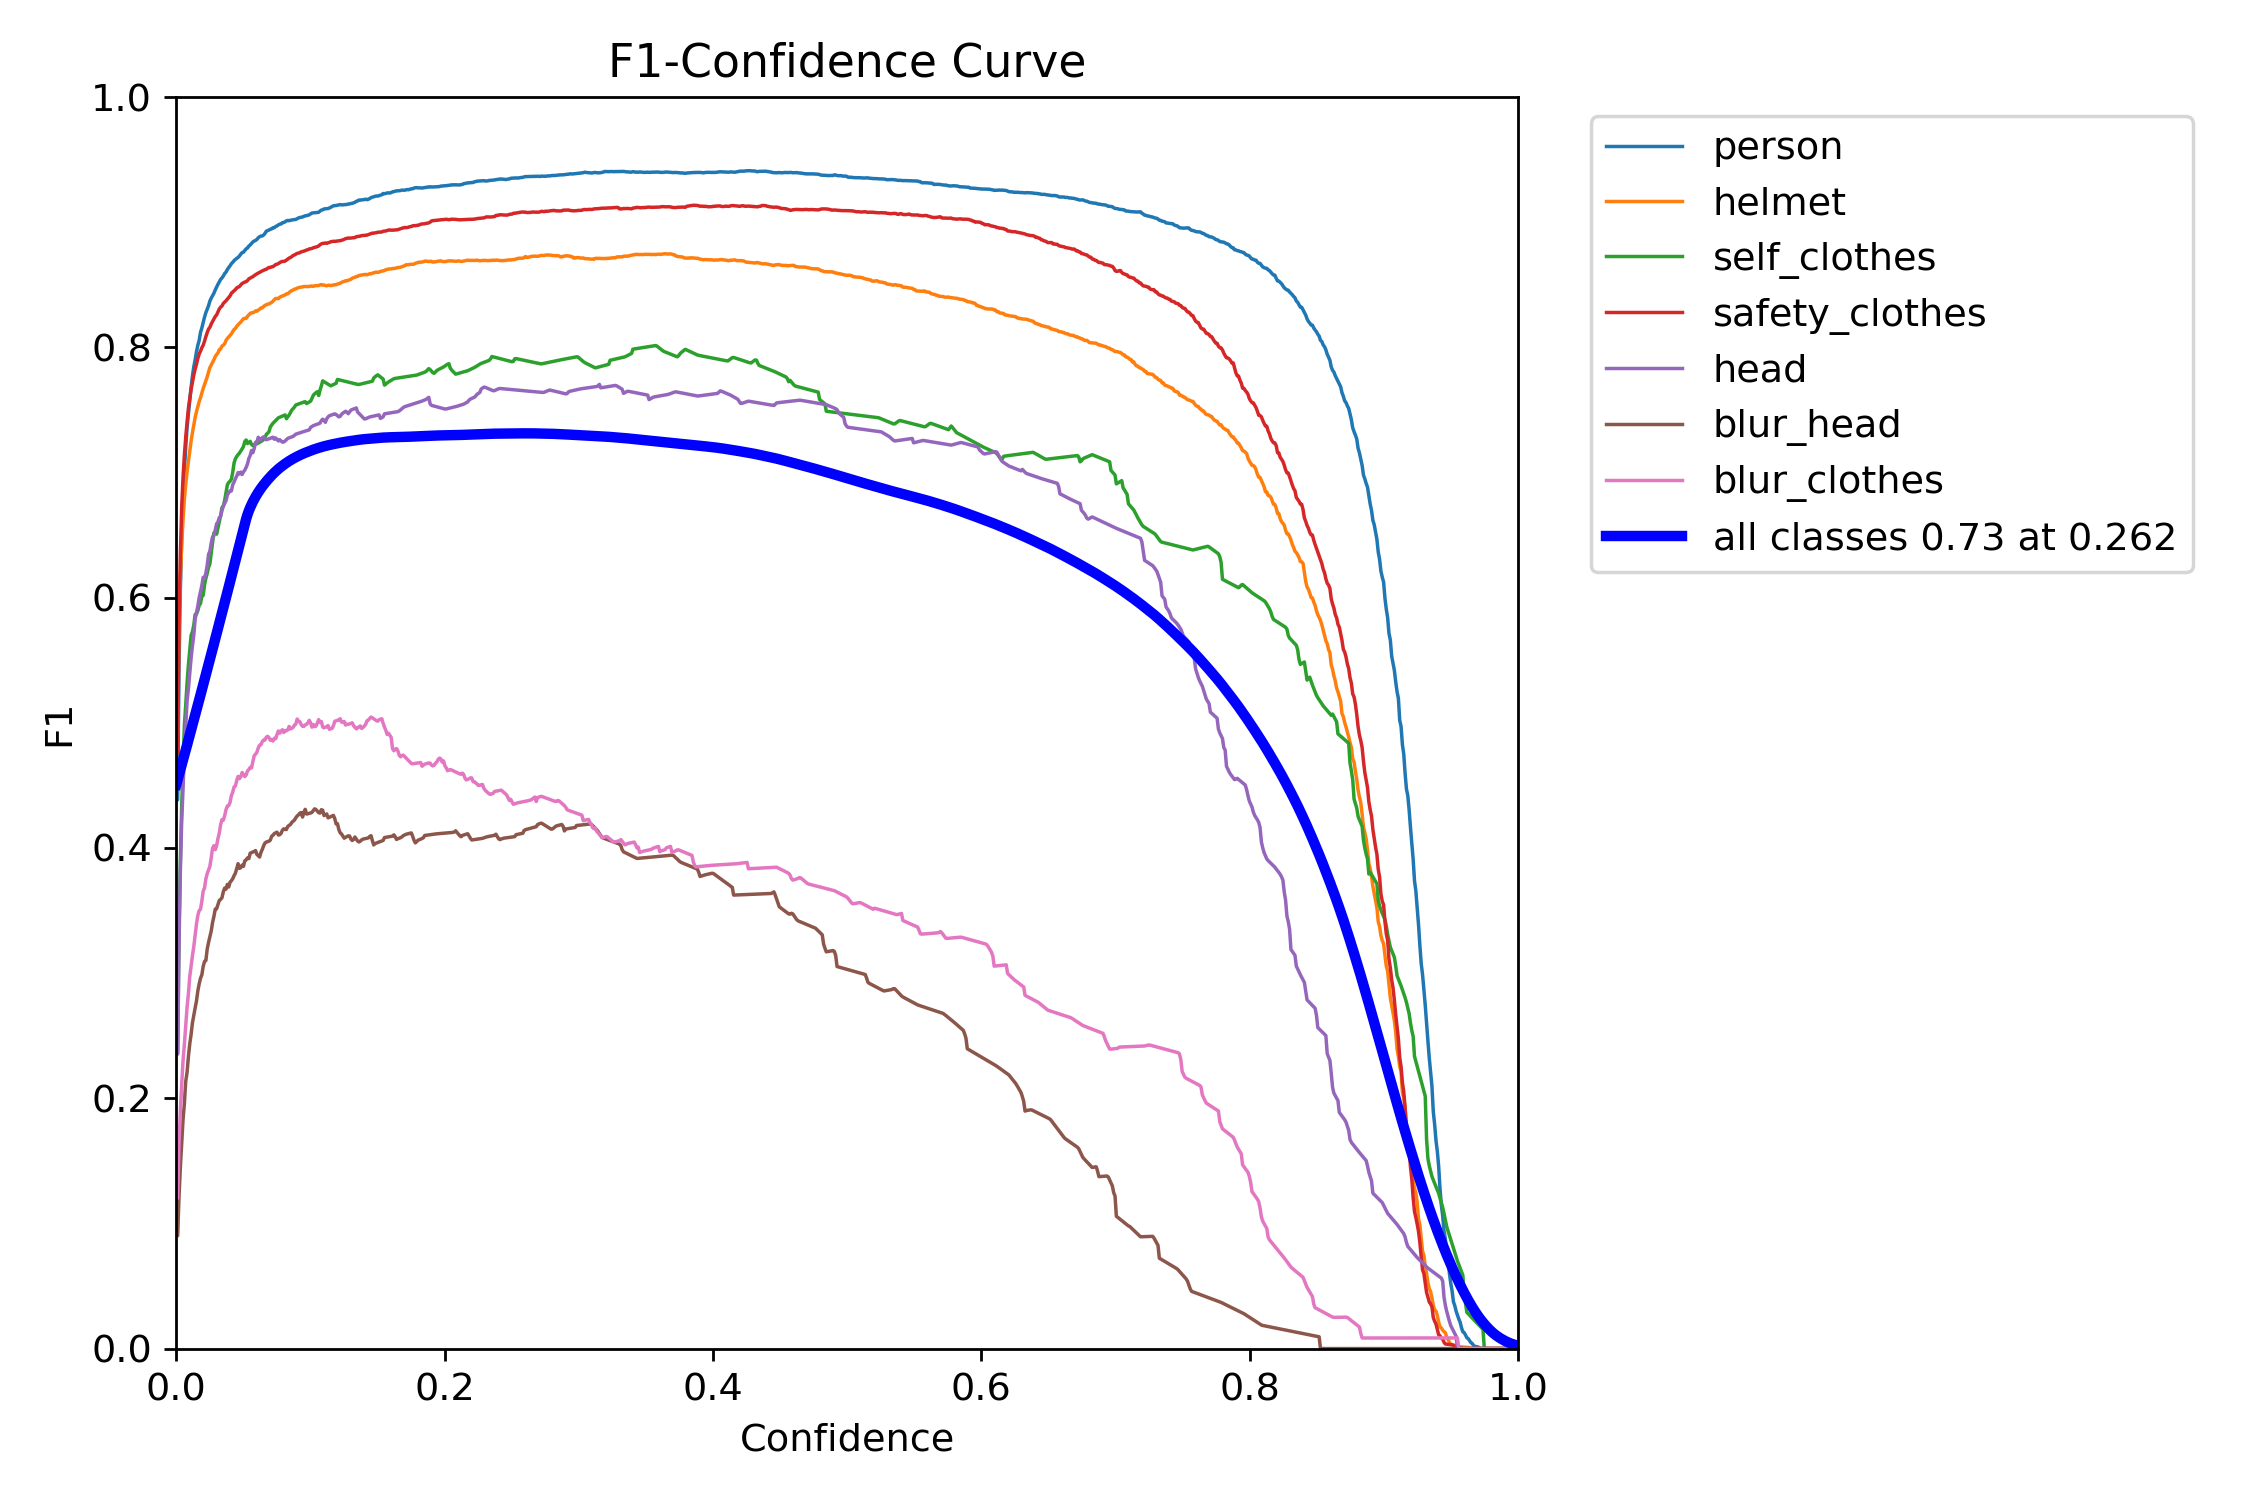 F1-Confidence Curve
1.0
0.8
0.6
0.4
0.2
0.0
F1
0.0 0.2 0.4 0.6 0.8 1.0
Confidence
person
helmet
self_clothes
safety_clothes
head
blur_head
blur_clothes
all classes 0.73 at 0.262